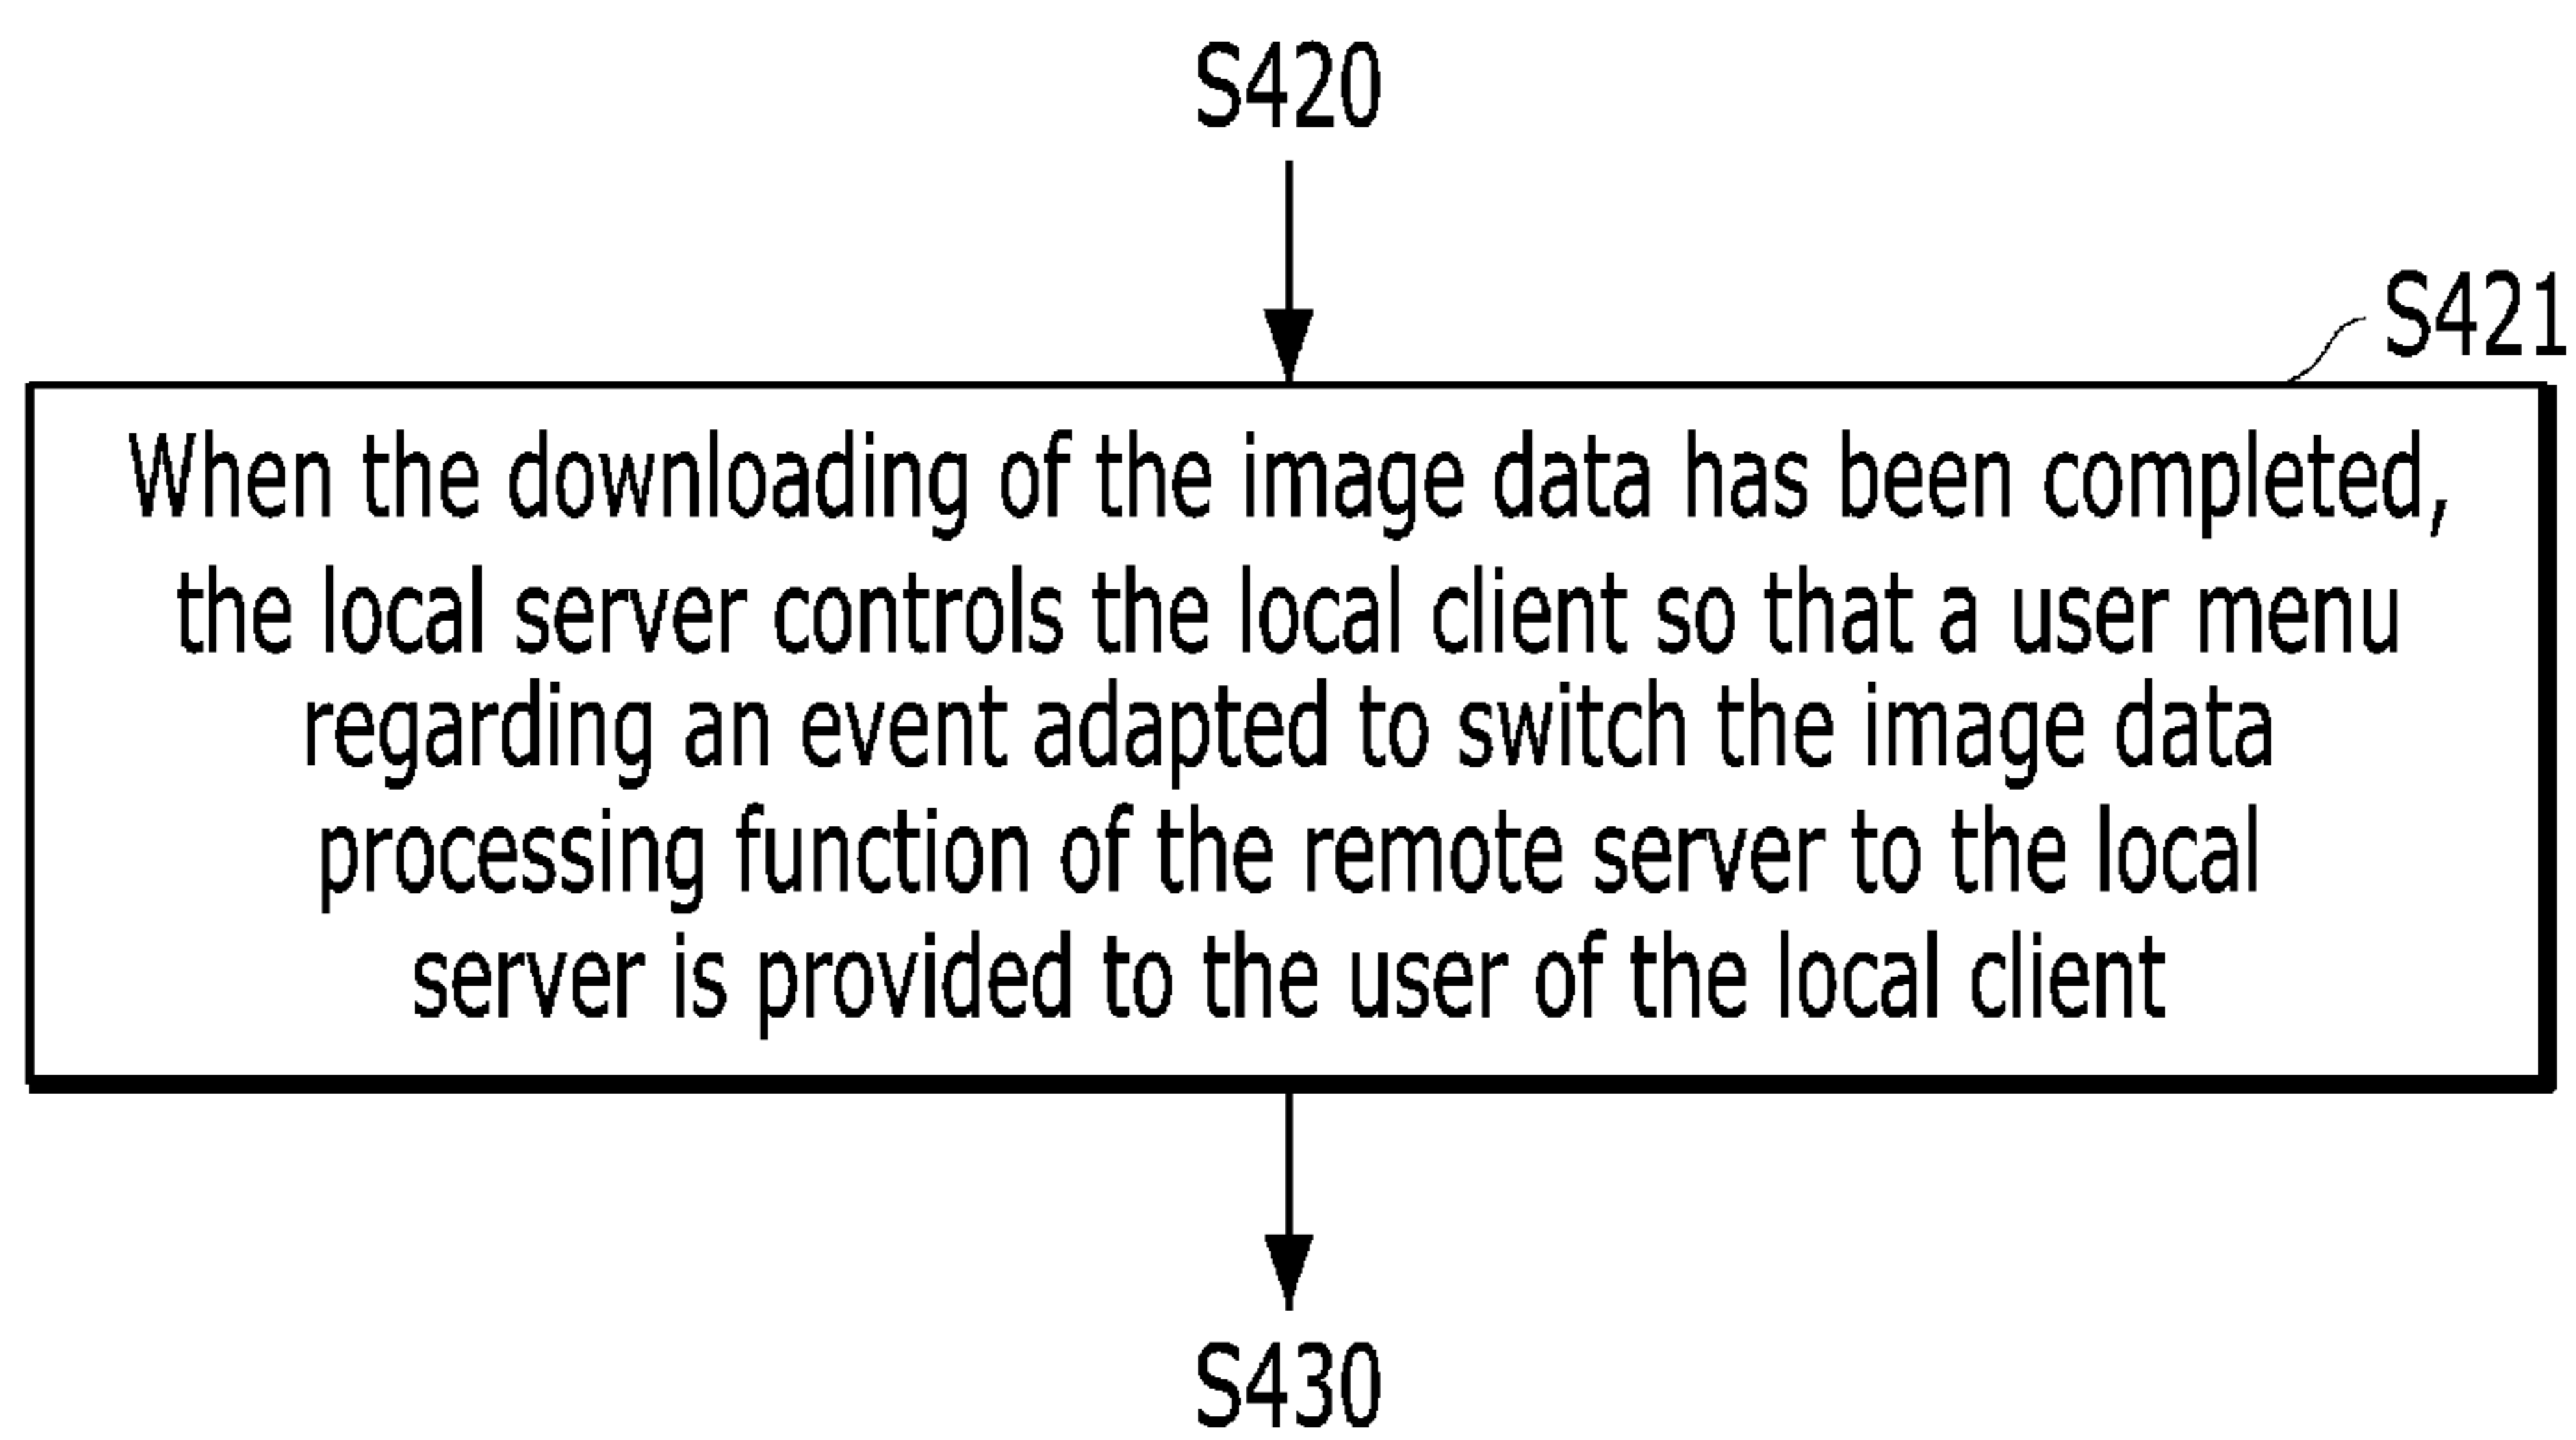 S420
S421
When the downloading of the image data has been completed,
the local server controls the local client so that a user menu
regarding an event adapted to switch the image data
processing function of the remote server to the local
server is provided to the user of the local client
S430